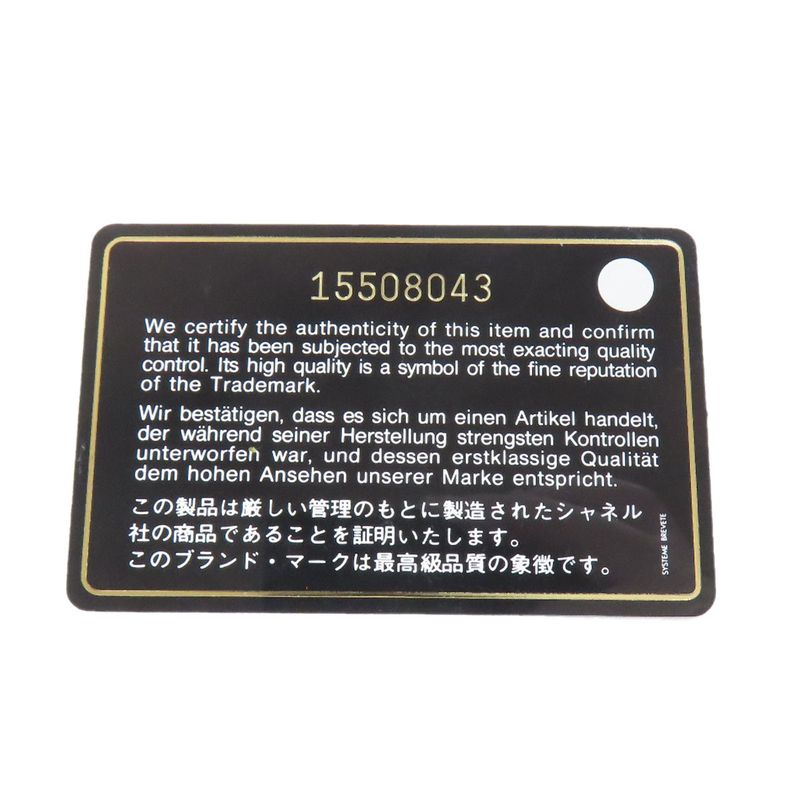 15508043
We certify the authenticity of this item and confirm
that it has been subjected to the most exacting quality
control. Its high quality is a symbol of the fine reputation
of the Trademark.
Wir bestätigen, dass es sich um einen Artikel handelt,
der während seiner Herstellung strengsten Kontrollen
unterworfen war, und dessen erstklassige Qualität
dem hohen Ansehen unserer Marke entspricht.
この製品は厳しい管理のもとに製造されたシャネル
社の商品であることを証明いたします。
このブランド・マークは最高級品質の象徴です。
SYSTEME BREVETE